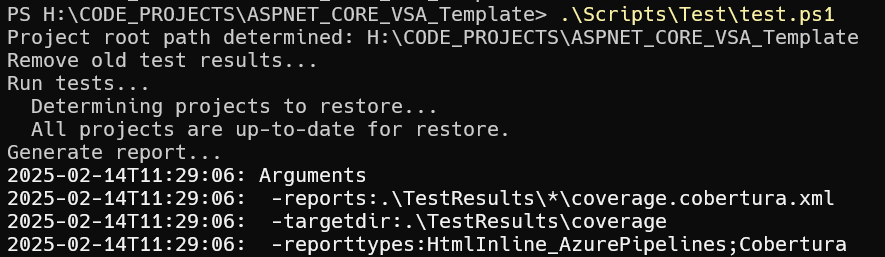 PS H:\CODE_PROJECTS\ASPNET_CORE_VSA_Template> .\Scripts\Test\test.ps1
Project root path determined: H:\CODE_PROJECTS\ASPNET_CORE_VSA_Template
Remove old test results...
Run tests...
  Determining projects to restore...
  All projects are up-to-date for restore.
Generate report...
2025-02-14T11:29:06: Arguments
2025-02-14T11:29:06:  -reports:.\TestResults\*\coverage.cobertura.xml
2025-02-14T11:29:06:  -targetdir:.\TestResults\coverage
2025-02-14T11:29:06:  -reporttypes:HtmlInline_AzurePipelines;Cobertura